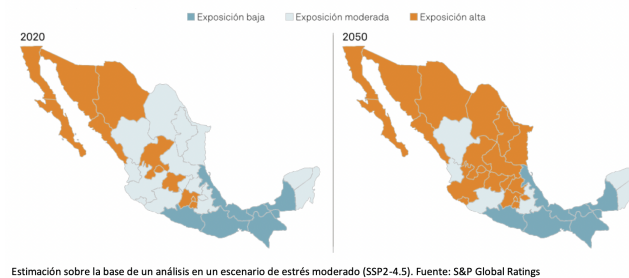 Exposición baja Exposición moderada Exposición alta
2020 2050
Estimación sobre la base de un análisis en un escenario de estrés moderado (SSP2-4.5). Fuente: S&P Global Ratings